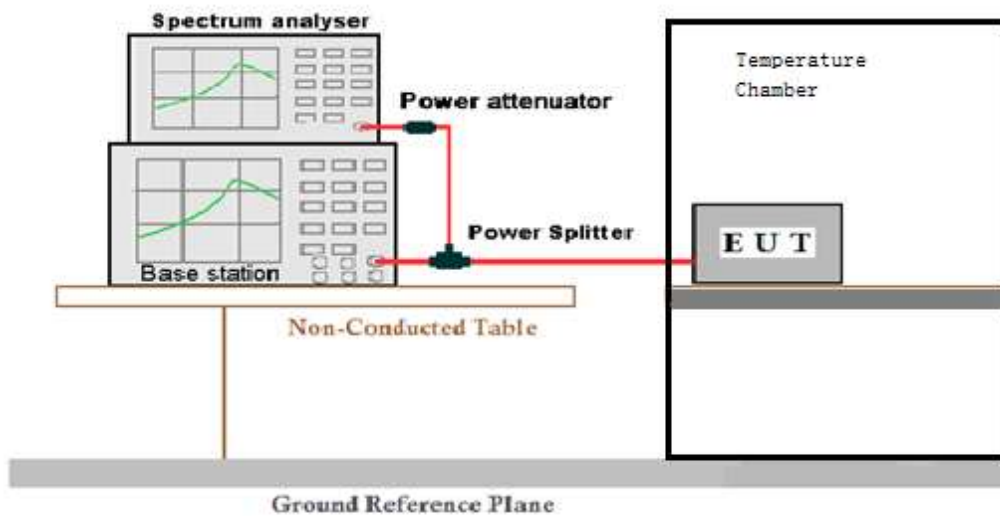 Spectrum analyser
Temperature
Chamber
Power attenuator
Power Splitter
E U T
Base station
Non-Conducted Table
Ground Reference Plane